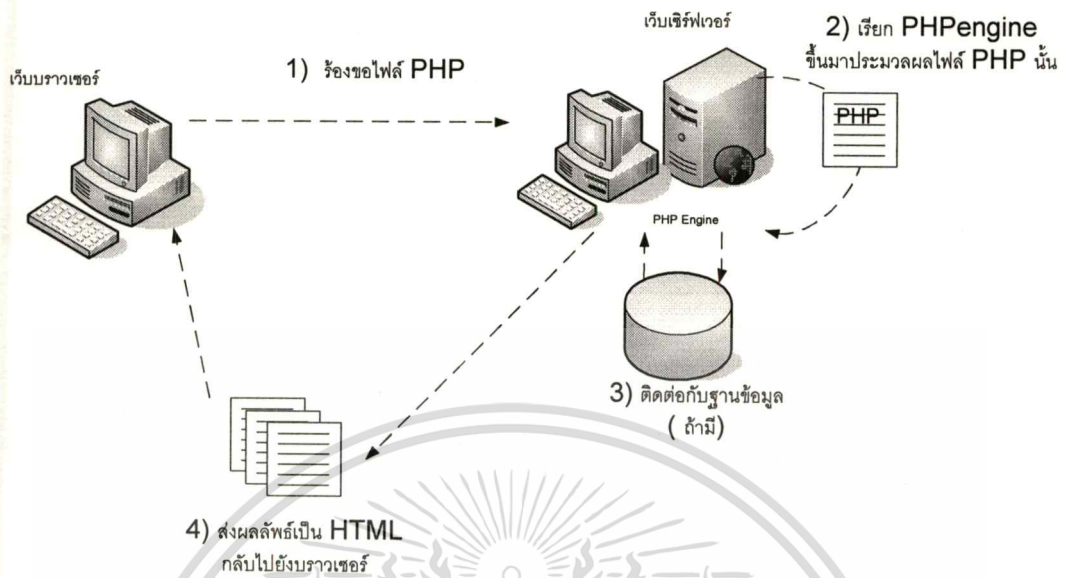 เว็บเซิร์ฟเวอร์
2) เรียก PHPengine
ขึ้นมาประมวลผลไฟล์ PHP นั้น
เว็บบราวเซอร์
1) ร้องขอไฟล์ PHP
PHP
PHP Engine
3) ติดต่อกับฐานข้อมูล
( ถ้ามี)
4) ส่งผลลัพธ์เป็น HTML
กลับไปยังบราวเซอร์